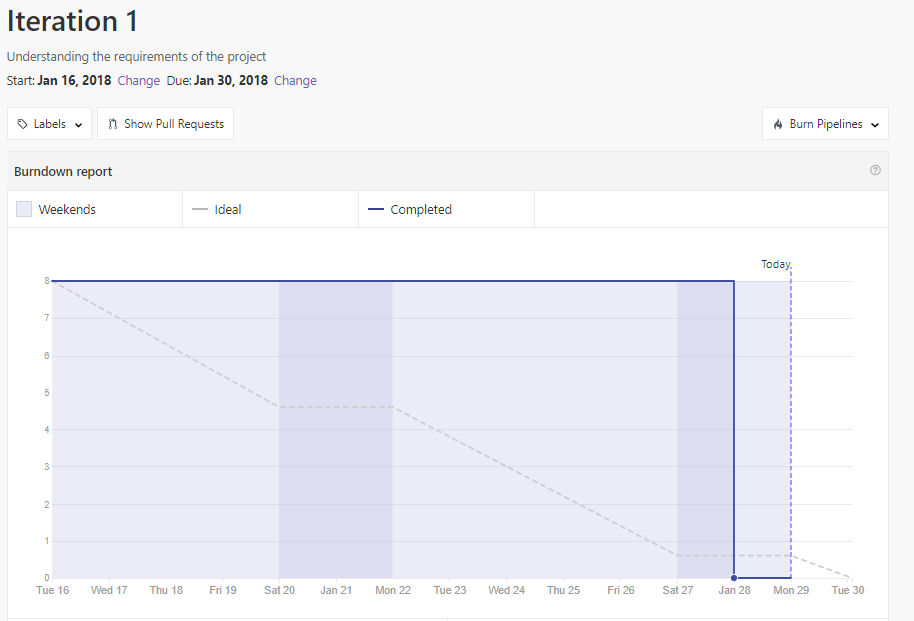 Iteration 1
Understanding the requirements of the project
Start: Jan 16, 2018 Change Due: Jan 30, 2018 Change
Labels Show Pull Requests Burn Pipelines
Burndown report
Weekends Ideal Completed
Today
8
7
6
5
4
3
2
1
0
Tue 16 Wed 17 Thu 18 Fri 19 Sat 20 Jan 21 Mon 22 Tue 23 Wed 24 Thu 25 Fri 26 Sat 27 Jan 28 Mon 29 Tue 30